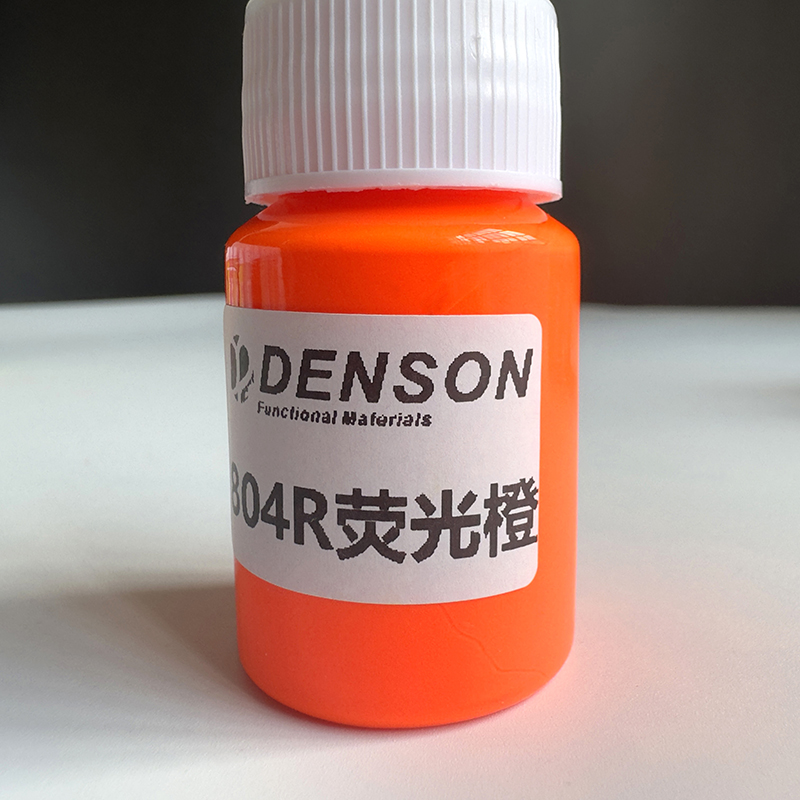 DENSON
Functional Materials
804R荧光橙